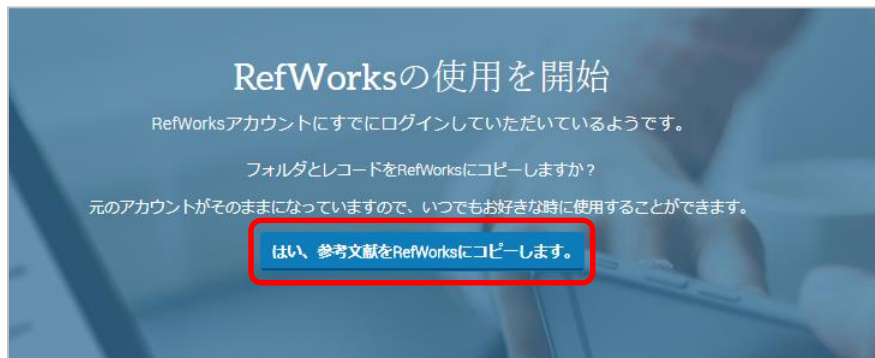 RefWorksの使用を開始
RefWorksアカウントにすでにログインしていただいているようです。
フォルダとレコードをRefWorksにコピーしますか？
元のアカウントがそのままになっていますので、いつでもお好きな時に使用することができます。
はい、参考文献をRefWorksにコピーします。